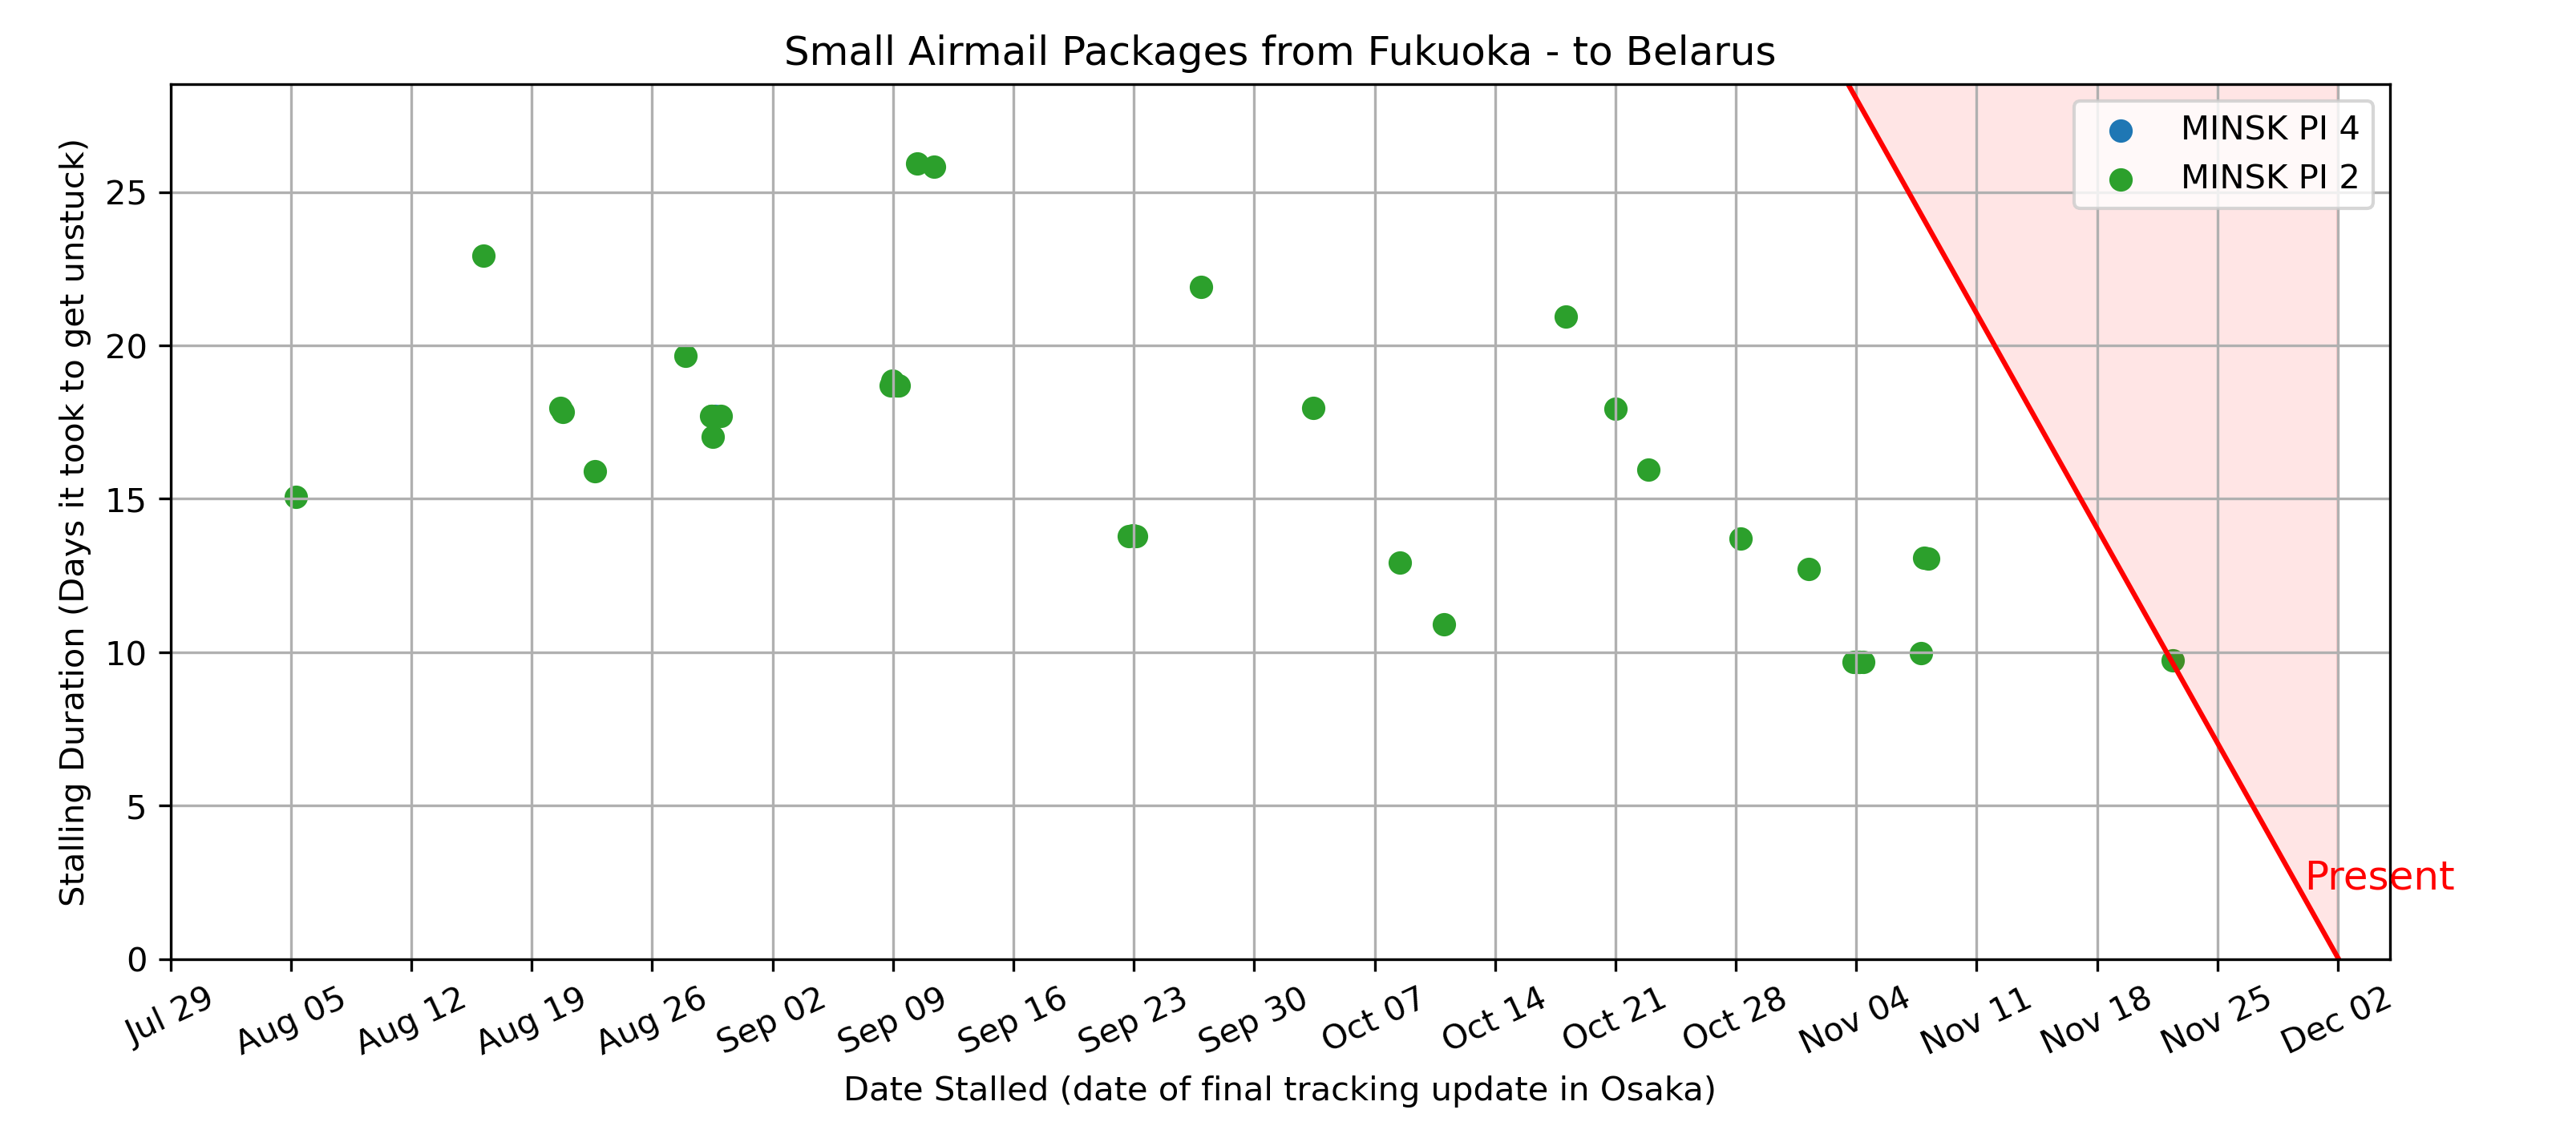 Small Airmail Packages from Fukuoka - to Belarus
MINSK PI 4
MINSK PI 2
Stalling Duration (Days it took to get unstuck)
25
20
15
10
5
0
Present
Jul 29 Aug 05 Aug 12 Aug 19 Aug 26 Sep 02 Sep 09 Sep 16 Sep 23 Sep 30 Oct 07 Oct 14 Oct 21 Oct 28 Nov 04 Nov 11 Nov 18 Nov 25 Dec 02
Date Stalled (date of final tracking update in Osaka)